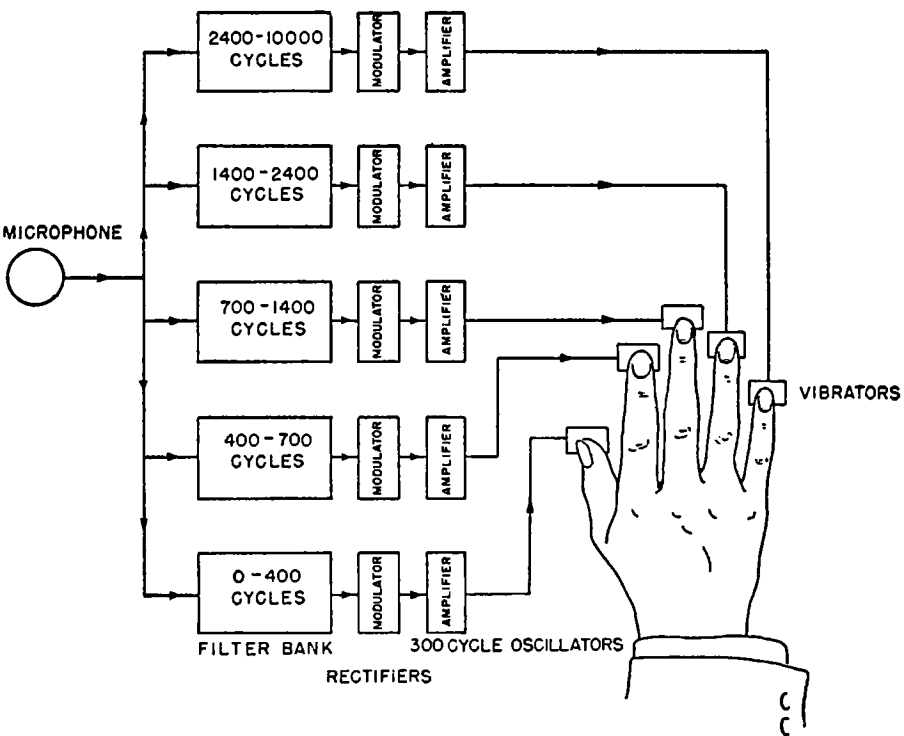 2400-10000
CYCLES
MODULATOR
AMPLIFIER
1400-2400
CYCLES
MODULATOR
AMPLIFIER
MICROPHONE
700-1400
CYCLES
MODULATOR
AMPLIFIER
VIBRATORS
400-700
CYCLES
MODULATOR
AMPLIFIER
0-400
CYCLES
MODULATOR
AMPLIFIER
FILTER BANK
300 CYCLE OSCILLATORS
RECTIFIERS